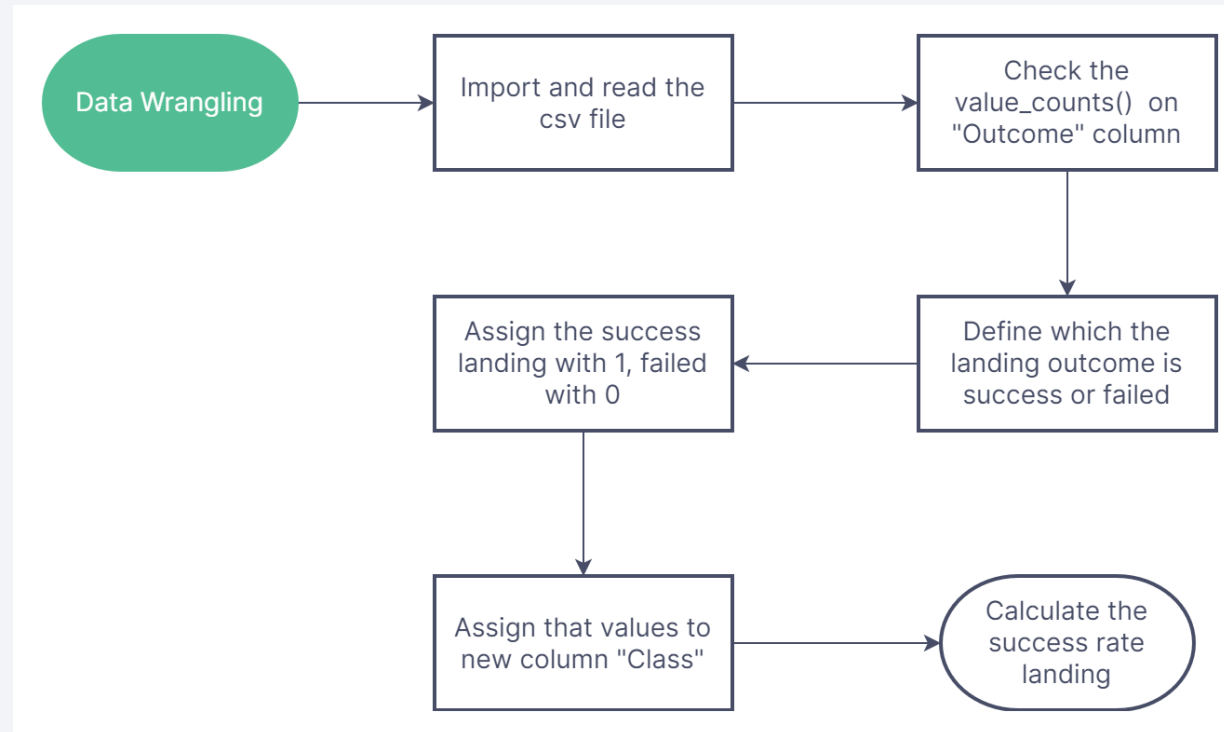 Data Wrangling
Import and read the
csv file
Check the
value_counts() on
"Outcome" column
Define which the
landing outcome is
success or failed
Assign the success
landing with 1, failed
with 0
Assign that values to
new column "Class"
Calculate the
success rate
landing